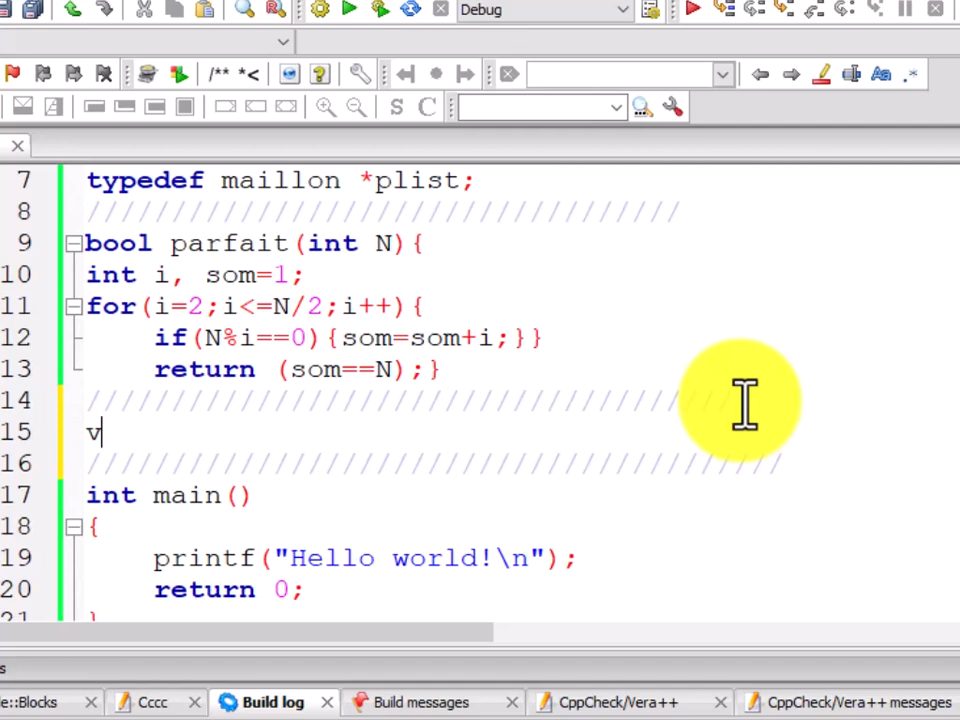 Debug
/** *<
S C
Aa .*
7 typedef maillon *plist;
8 ///////////////////////////////////
9 bool parfait(int N){
10 int i, som=1;
11 for(i=2;i<=N/2;i++){
12 if(N%i==0){som=som+i;}}
13 return (som==N);}
14 //////////////////////////////////////
15 v
16 /////////////////////////////////////////
17 int main()
18 {
19 printf("Hello world!\n");
20 return 0;
21 }
s
e::Blocks Cccc Build log Build messages CppCheck/Vera++ CppCheck/Vera++ messages